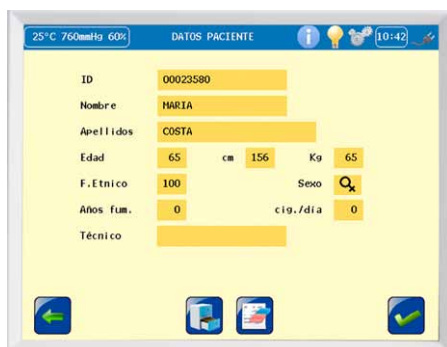 25°C 760mmHg 60% DATOS PACIENTE 10:42
ID 00023580
Nombre MARIA
Apellidos COSTA
Edad 65 cm 156 Kg 65
F.Etnico 100 Sexo
Años fum. 0 cig./día 0
Técnico